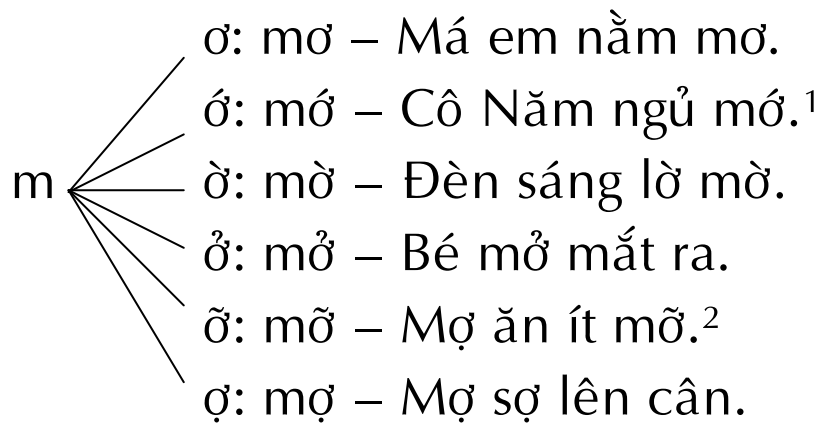 ơ: mơ – Má em nằm mơ.
ớ: mớ – Cô Năm ngủ mớ.¹
m ờ: mờ – Đèn sáng lờ mờ.
ở: mở – Bé mở mắt ra.
ỡ: mỡ – Mợ ăn ít mỡ.²
ợ: mợ – Mợ sợ lên cân.